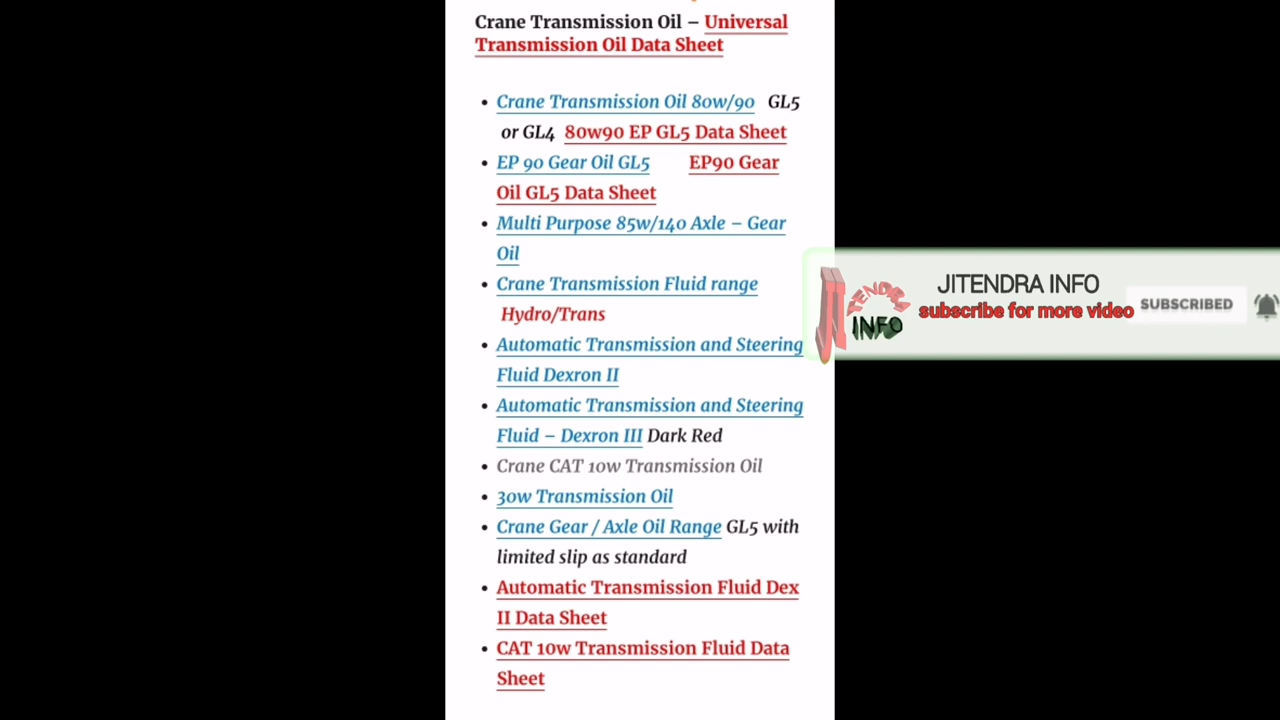 Crane Transmission Oil – Universal
Transmission Oil Data Sheet
• Crane Transmission Oil 80w/90 GL5
or GL4 80w90 EP GL5 Data Sheet
• EP 90 Gear Oil GL5 EP90 Gear
Oil GL5 Data Sheet
• Multi Purpose 85w/140 Axle – Gear
Oil
• Crane Transmission Fluid range
Hydro/Trans
• Automatic Transmission and Steering
Fluid Dexron II
• Automatic Transmission and Steering
Fluid – Dexron III Dark Red
• Crane CAT 10w Transmission Oil
• 30w Transmission Oil
• Crane Gear / Axle Oil Range GL5 with
limited slip as standard
• Automatic Transmission Fluid Dex
II Data Sheet
• CAT 10w Transmission Fluid Data
Sheet
JITENDRA INFO
JITENDRA INFO
subscribe for more video
SUBSCRIBED